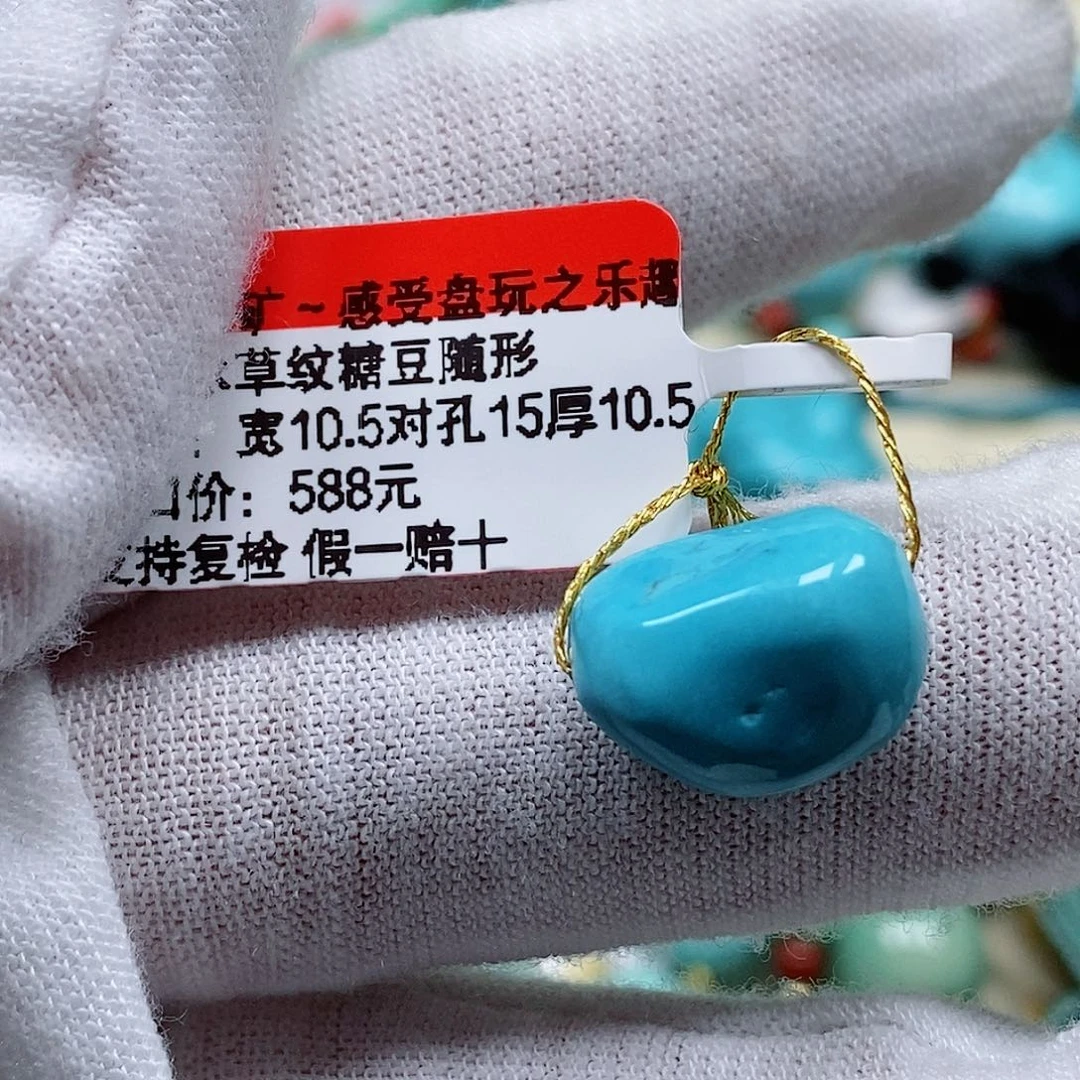 矿~感受盘玩之乐趣
草纹糖豆随形
宽10.5对孔15厚10.5
价：588元
持复检 假一赔十